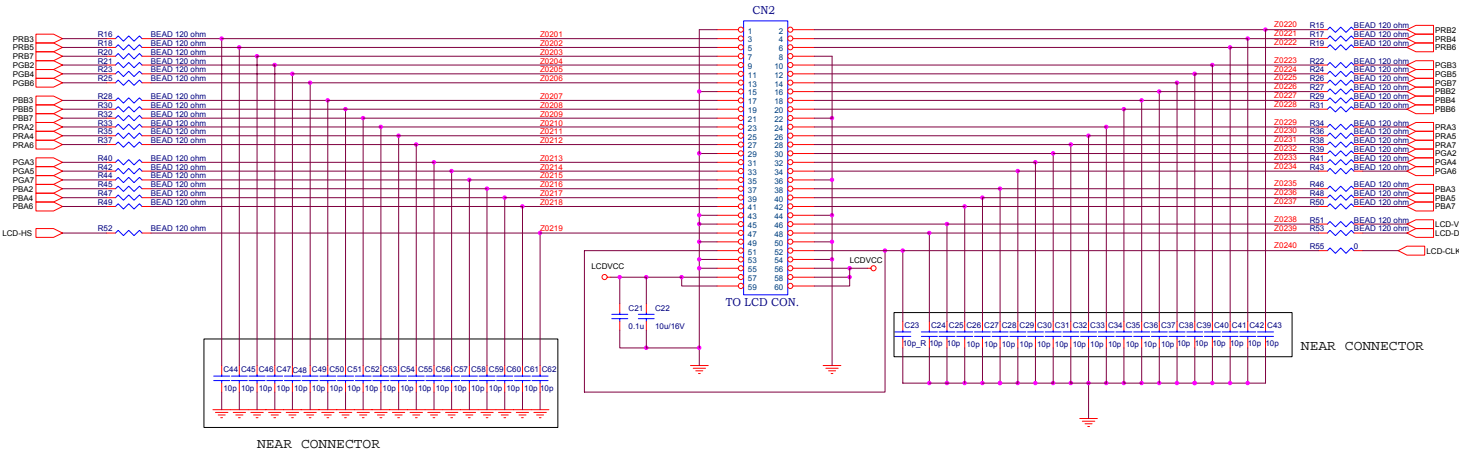 CN2
PRB3 R16 BEAD 120 ohm Z0201
PRB5 R18 BEAD 120 ohm Z0202
PRB7 R20 BEAD 120 ohm Z0203
PGB2 R21 BEAD 120 ohm Z0204
PGB4 R23 BEAD 120 ohm Z0205
PGB6 R25 BEAD 120 ohm Z0206
PBB3 R28 BEAD 120 ohm Z0207
PBB5 R30 BEAD 120 ohm Z0208
PBB7 R32 BEAD 120 ohm Z0209
PRA2 R33 BEAD 120 ohm Z0210
PRA4 R35 BEAD 120 ohm Z0211
PRA6 R37 BEAD 120 ohm Z0212
PGA3 R40 BEAD 120 ohm Z0213
PGA5 R42 BEAD 120 ohm Z0214
PGA7 R44 BEAD 120 ohm Z0215
PBA2 R45 BEAD 120 ohm Z0216
PBA4 R47 BEAD 120 ohm Z0217
PBA6 R49 BEAD 120 ohm Z0218
LCD-HS R52 BEAD 120 ohm Z0219
1 2
3 4
5 6
7 8
9 10
11 12
13 14
15 16
17 18
19 20
21 22
23 24
25 26
27 28
29 30
31 32
33 34
35 36
37 38
39 40
41 42
43 44
45 46
47 48
49 50
51 52
53 54
55 56
57 58
59 60
TO LCD CON.
Z0220 R15 BEAD 120 ohm PRB2
Z0221 R17 BEAD 120 ohm PRB4
Z0222 R19 BEAD 120 ohm PRB6
Z0223 R22 BEAD 120 ohm PGB3
Z0224 R24 BEAD 120 ohm PGB5
Z0225 R26 BEAD 120 ohm PGB7
Z0226 R27 BEAD 120 ohm PBB2
Z0227 R29 BEAD 120 ohm PBB4
Z0228 R31 BEAD 120 ohm PBB6
Z0229 R34 BEAD 120 ohm PRA3
Z0230 R36 BEAD 120 ohm PRA5
Z0231 R38 BEAD 120 ohm PRA7
Z0232 R39 BEAD 120 ohm PGA2
Z0233 R41 BEAD 120 ohm PGA4
Z0234 R43 BEAD 120 ohm PGA6
Z0235 R46 BEAD 120 ohm PBA3
Z0236 R48 BEAD 120 ohm PBA5
Z0237 R50 BEAD 120 ohm PBA7
Z0238 R51 BEAD 120 ohm LCD-V
Z0239 R53 BEAD 120 ohm LCD-D
Z0240 R55 0 LCD-CLK
LCDVCC LCDVCC
C21 C22
0.1u 10u/16V
C23 C24 C25 C26 C27 C28 C29 C30 C31 C32 C33 C34 C35 C36 C37 C38 C39 C40 C41 C42 C43
10p_R 10p 10p 10p 10p 10p 10p 10p 10p 10p 10p 10p 10p 10p 10p 10p 10p 10p 10p 10p 10p
NEAR CONNECTOR
C44 C45 C46 C47 C48 C49 C50 C51 C52 C53 C54 C55 C56 C57 C58 C59 C60 C61 C62
10p 10p 10p 10p 10p 10p 10p 10p 10p 10p 10p 10p 10p 10p 10p 10p 10p 10p 10p
NEAR CONNECTOR